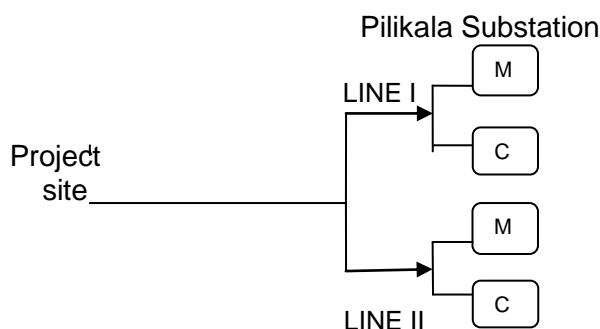 Pilikala Substation
M
LINE I
C
Project
site
M
C
LINE II